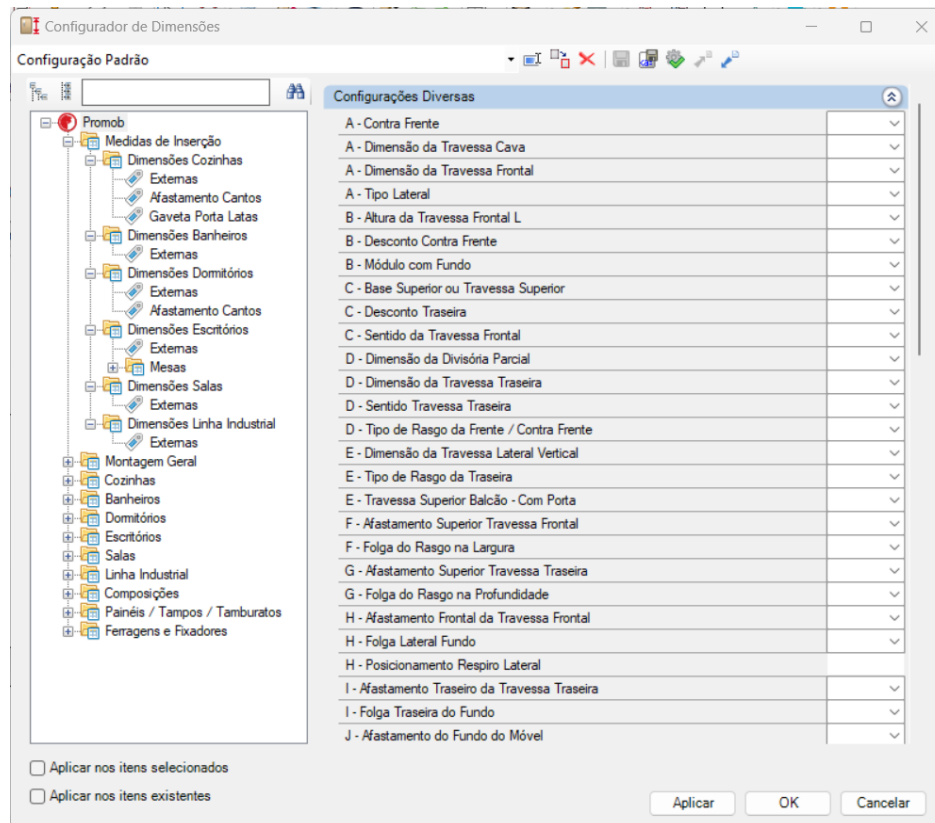 Configurador de Dimensões
Configuração Padrão
Promob
Medidas de Inserção
Dimensões Cozinhas
Externas
Afastamento Cantos
Gaveta Porta Latas
Dimensões Banheiros
Externas
Dimensões Dormitórios
Externas
Afastamento Cantos
Dimensões Escritórios
Externas
Mesas
Dimensões Salas
Externas
Dimensões Linha Industrial
Externas
Montagem Geral
Cozinhas
Banheiros
Dormitórios
Escritórios
Salas
Linha Industrial
Composições
Painéis / Tampos / Tamburatos
Ferragens e Fixadores
Configurações Diversas
A - Contra Frente
A - Dimensão da Travessa Cava
A - Dimensão da Travessa Frontal
A - Tipo Lateral
B - Altura da Travessa Frontal L
B - Desconto Contra Frente
B - Módulo com Fundo
C - Base Superior ou Travessa Superior
C - Desconto Traseira
C - Sentido da Travessa Frontal
D - Dimensão da Divisória Parcial
D - Dimensão da Travessa Traseira
D - Sentido Travessa Traseira
D - Tipo de Rasgo da Frente / Contra Frente
E - Dimensão da Travessa Lateral Vertical
E - Tipo de Rasgo da Traseira
E - Travessa Superior Balcão - Com Porta
F - Afastamento Superior Travessa Frontal
F - Folga do Rasgo na Largura
G - Afastamento Superior Travessa Traseira
G - Folga do Rasgo na Profundidade
H - Afastamento Frontal da Travessa Frontal
H - Folga Lateral Fundo
H - Posicionamento Respiro Lateral
I - Afastamento Traseiro da Travessa Traseira
I - Folga Traseira do Fundo
J - Afastamento do Fundo do Móvel
Aplicar nos itens selecionados
Aplicar nos itens existentes
Aplicar
OK
Cancelar